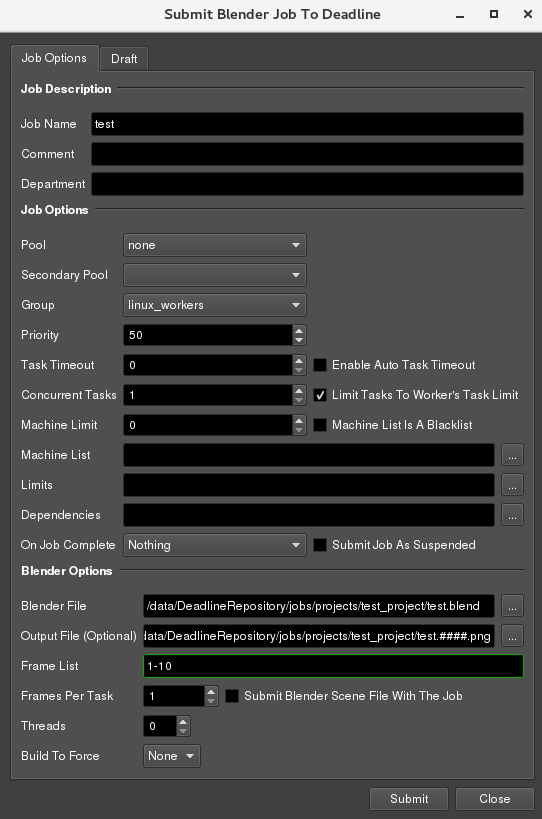 Submit Blender Job To Deadline
Job Options Draft
Job Description
Job Name test
Comment
Department
Job Options
Pool none
Secondary Pool
Group linux_workers
Priority 50
Task Timeout 0 Enable Auto Task Timeout
Concurrent Tasks 1 Limit Tasks To Worker's Task Limit
Machine Limit 0 Machine List Is A Blacklist
Machine List ...
Limits ...
Dependencies ...
On Job Complete Nothing Submit Job As Suspended
Blender Options
Blender File /data/DeadlineRepository/jobs/projects/test_project/test.blend ...
Output File (Optional) data/DeadlineRepository/jobs/projects/test_project/test.####.png ...
Frame List 1-10
Frames Per Task 1 Submit Blender Scene File With The Job
Threads 0
Build To Force None
Submit Close